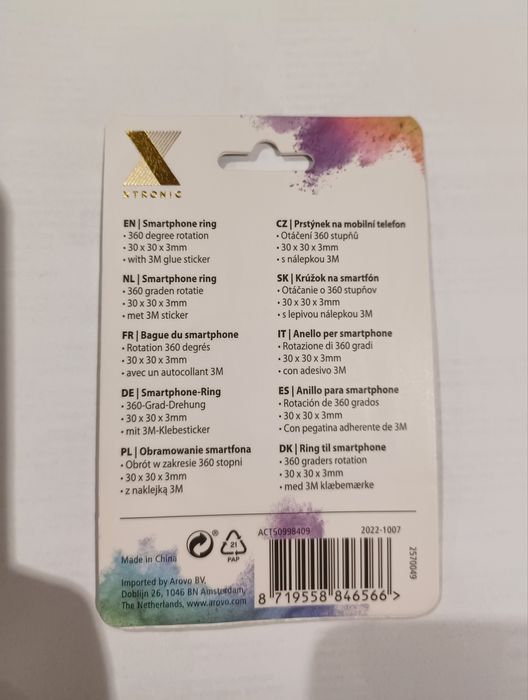 XTRONIC
EN | Smartphone ring
• 360 degree rotation
• 30 x 30 x 3mm
• with 3M glue sticker
NL | Smartphone ring
• 360 graden rotatie
• 30 x 30 x 3mm
• met 3M sticker
FR | Bague du smartphone
• Rotation 360 degrés
• 30 x 30 x 3mm
• avec un autocollant 3M
DE | Smartphone-Ring
• 360-Grad-Drehung
• 30 x 30 x 3mm
• mit 3M-Klebesticker
PL | Obramowanie smartfona
• Obrót w zakresie 360 stopni
• 30 x 30 x 3mm
• z naklejką 3M
CZ | Prstýnek na mobilní telefon
• Otáčení 360 stupňů
• 30 x 30 x 3mm
• s nálepkou 3M
SK | Krúžok na smartfón
• Otáčanie o 360 stupňov
• 30 x 30 x 3mm
• s lepivou nálepkou 3M
IT | Anello per smartphone
• Rotazione di 360 gradi
• 30 x 30 x 3mm
• con adesivo 3M
ES | Anillo para smartphone
• Rotación de 360 grados
• 30 x 30 x 3mm
• Con pegatina adherente de 3M
DK | Ring til smartphone
• 360 graders rotation
• 30 x 30 x 3mm
• med 3M klæbemærke
Made in China
®
21
PAP
Imported by Arovo BV.
Doblijn 26, 1046 BN Amsterdam
The Netherlands, www.arovo.com
ACT50998409
2022-1007
2570049
8 719558 846566 >